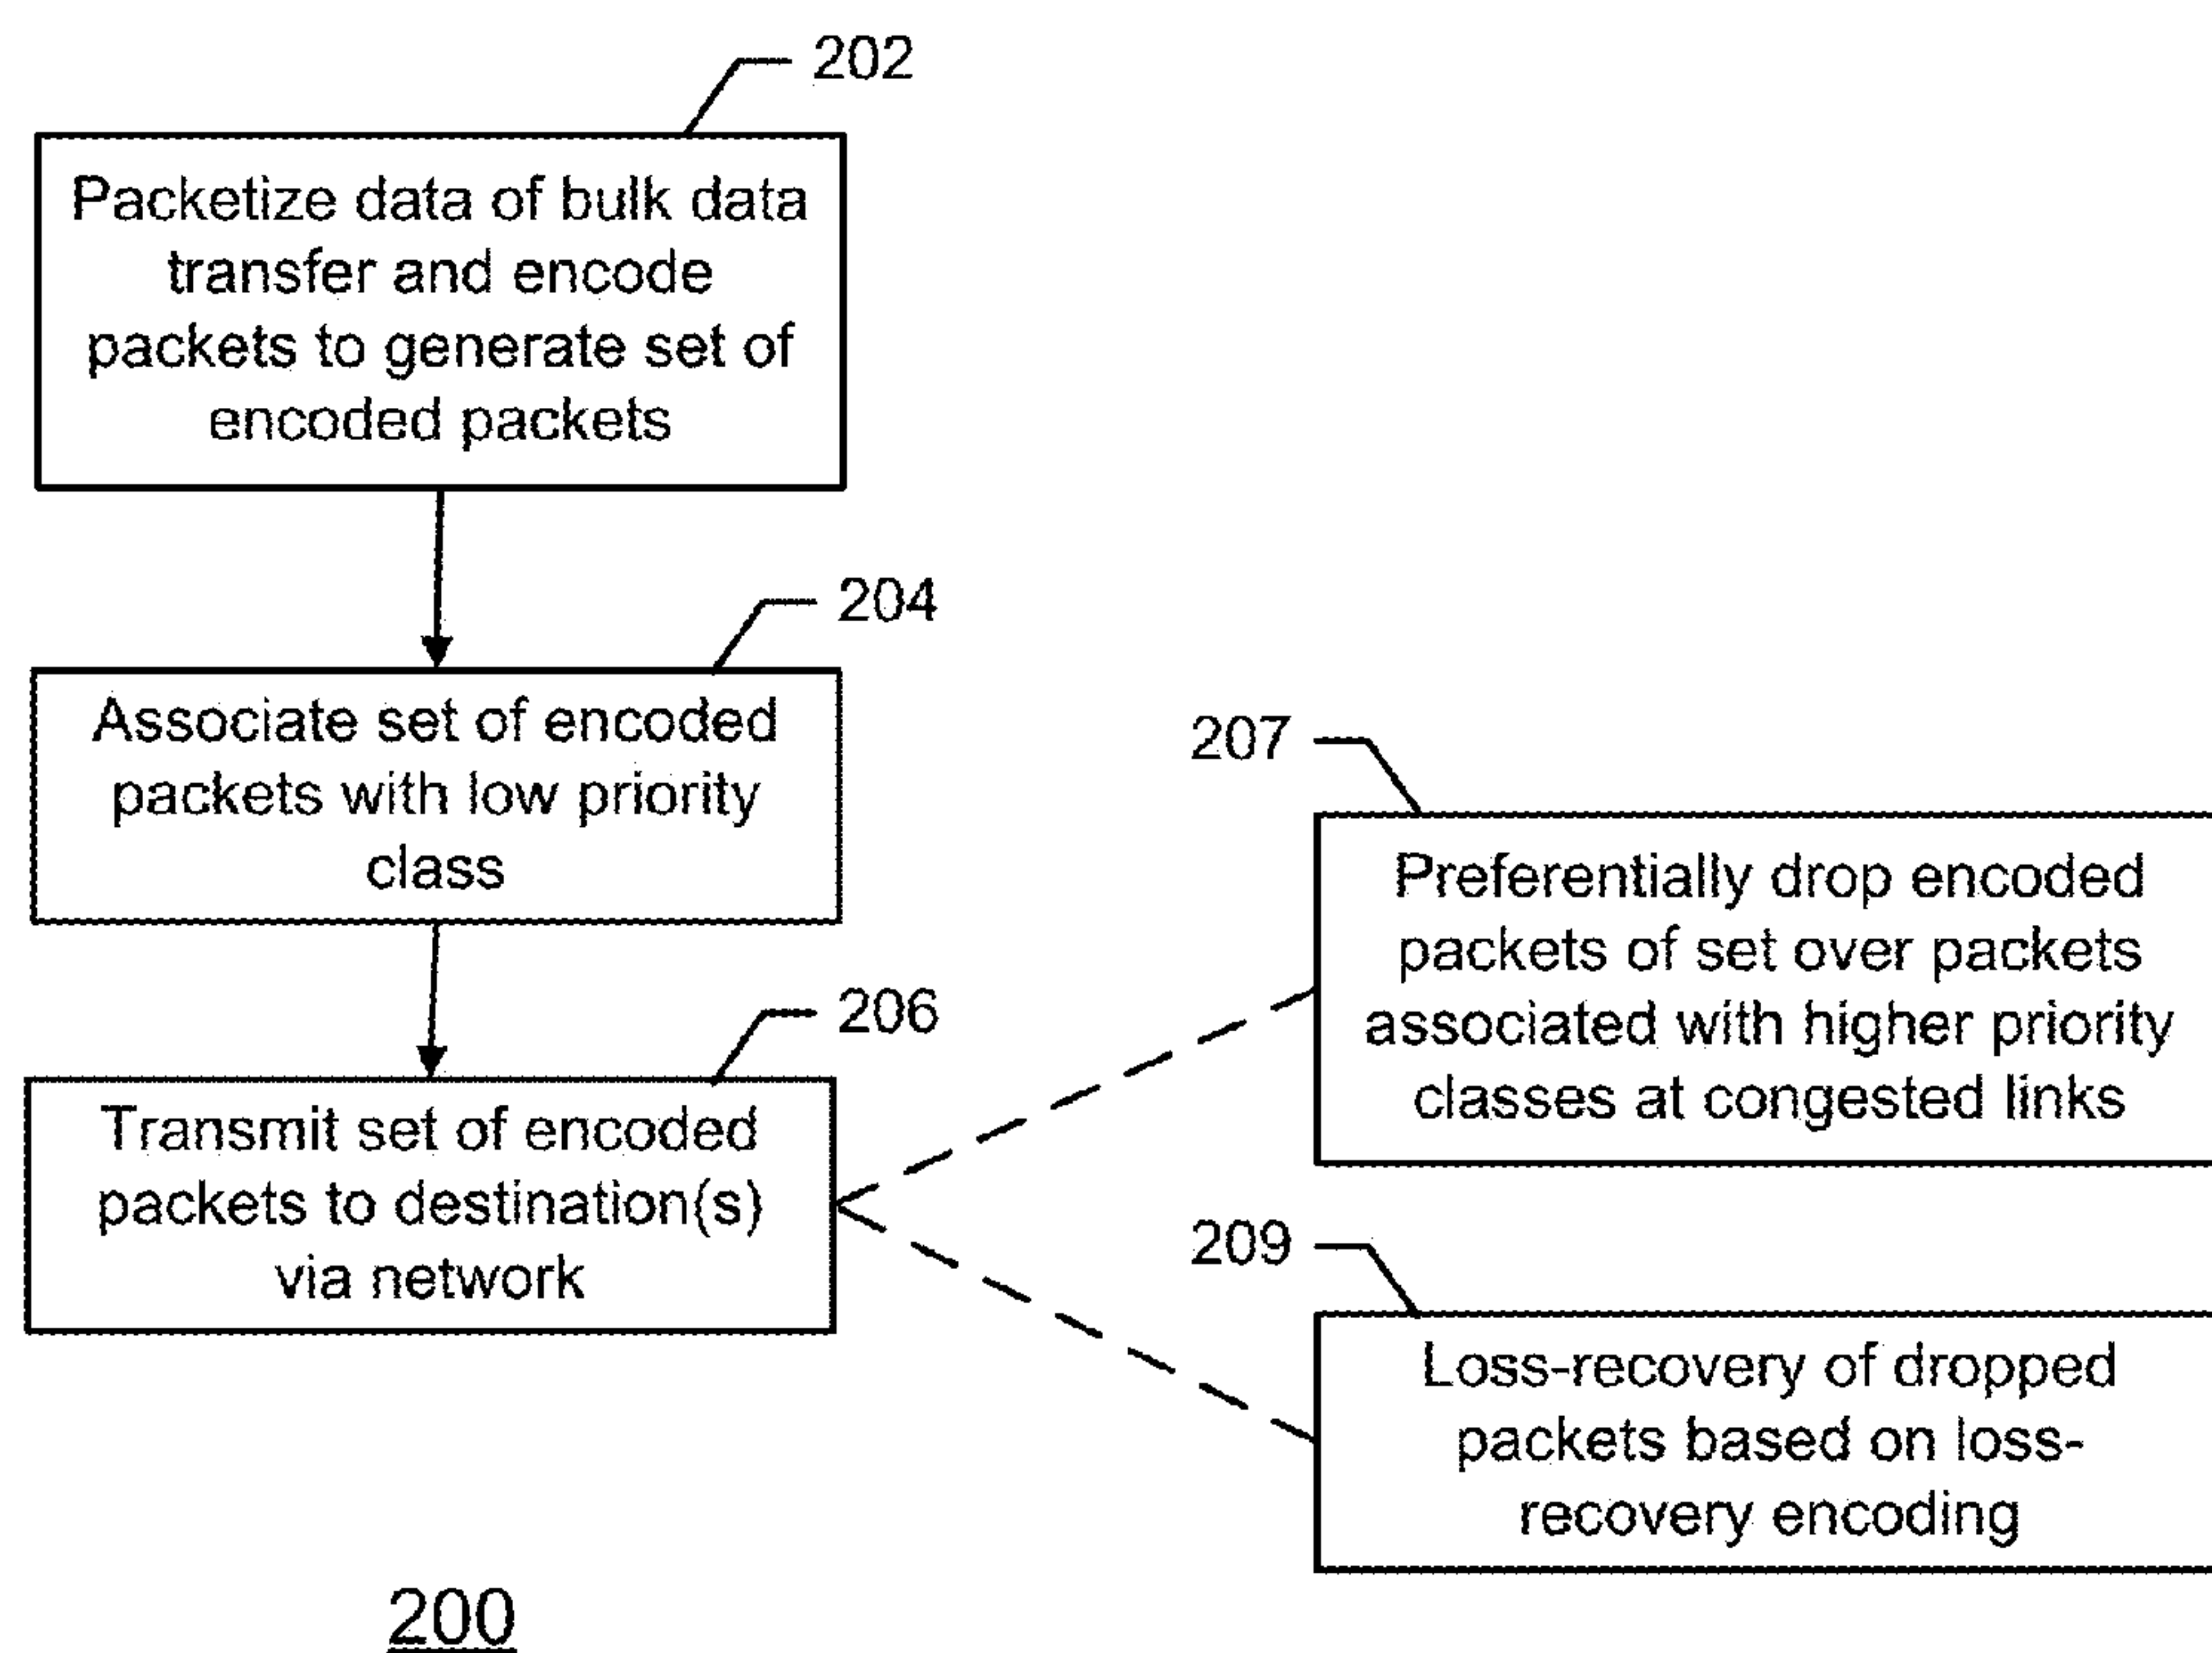 202
Packetize data of bulk data
transfer and encode
packets to generate set of
encoded packets
204
Associate set of encoded
packets with low priority
class
206
Transmit set of encoded
packets to destination(s)
via network
207
Preferentially drop encoded
packets of set over packets
associated with higher priority
classes at congested links
209
Loss-recovery of dropped
packets based on loss-
recovery encoding
200